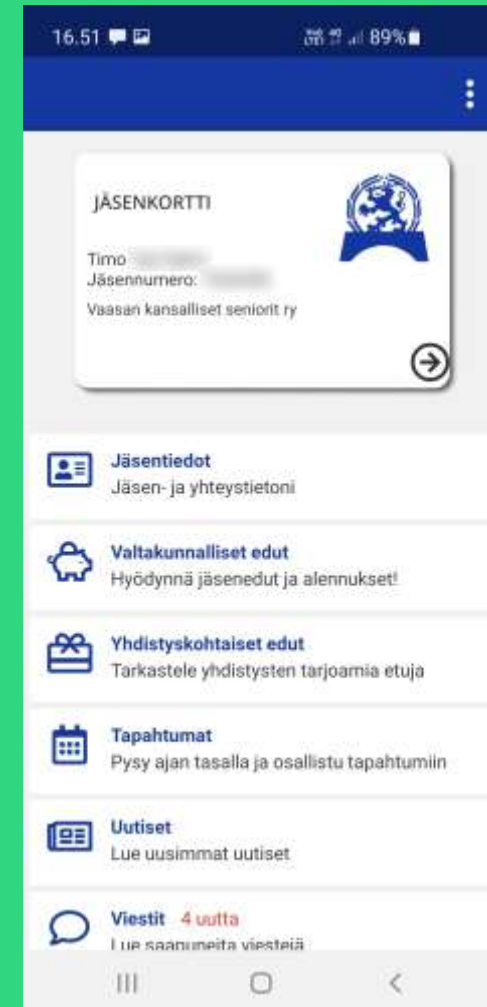 16.51 89%
JÄSENKORTTI
Timo
Jäsennumero:
Vaasan kansalliset seniorit ry
Jäsentiedot
Jäsen- ja yhteystietoni
Valtakunnalliset edut
Hyödynnä jäsenedut ja alennukset!
Yhdistyskohtaiset edut
Tarkastele yhdistysten tarjoamia etuja
Tapahtumat
Pysy ajan tasalla ja osallistu tapahtumiin
Uutiset
Lue uusimmat uutiset
Viestit 4 uutta
Lue saapuneita viestejä